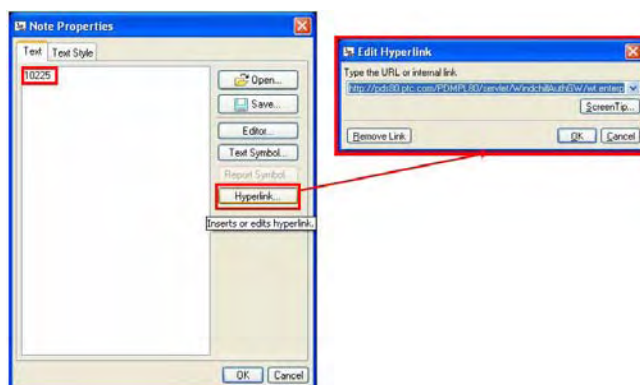 Note Properties
Text
Text Style
10225
Open...
Save...
Editor...
Text Symbol...
Report Symbol...
Hyperlink...
Inserts or edits hyperlink.
OK
Cancel
Edit Hyperlink
Type the URL or internal link
http://pds80.ptc.com/PDMPL80/servlet/WindchillAuthGW/wt.enterp
ScreenTip...
Remove Link
OK
Cancel